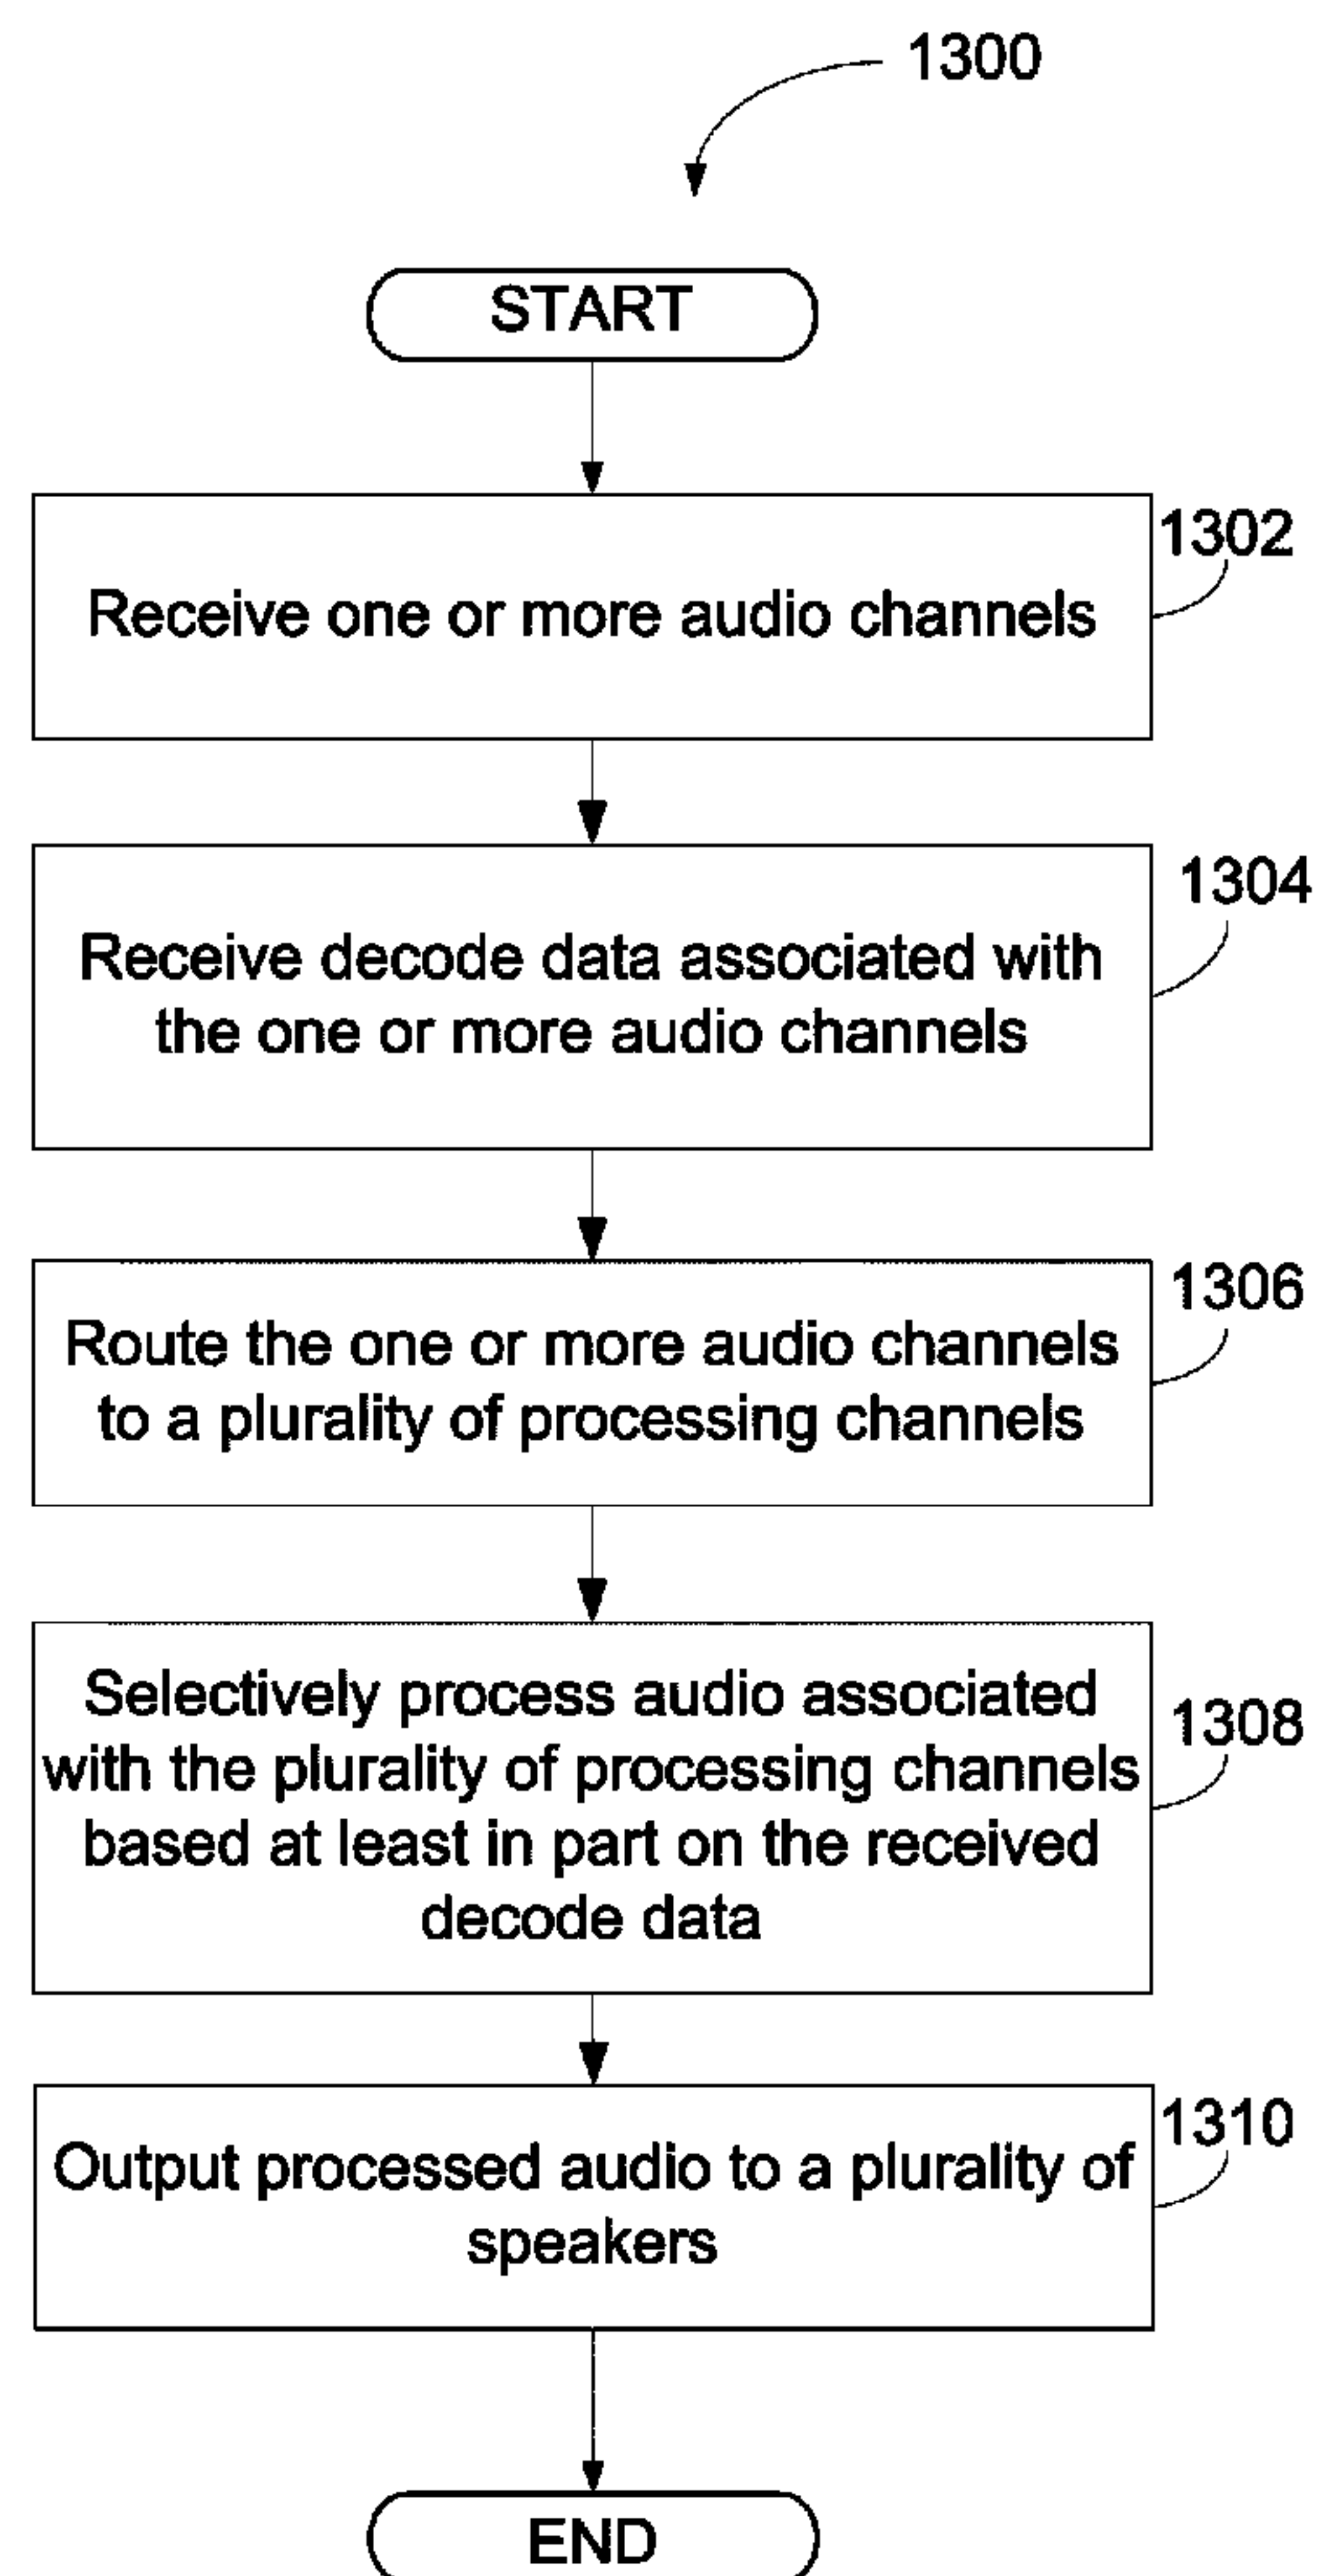 1300
START
1302
Receive one or more audio channels
1304
Receive decode data associated with
the one or more audio channels
1306
Route the one or more audio channels
to a plurality of processing channels
1308
Selectively process audio associated
with the plurality of processing channels
based at least in part on the received
decode data
1310
Output processed audio to a plurality of
speakers
END